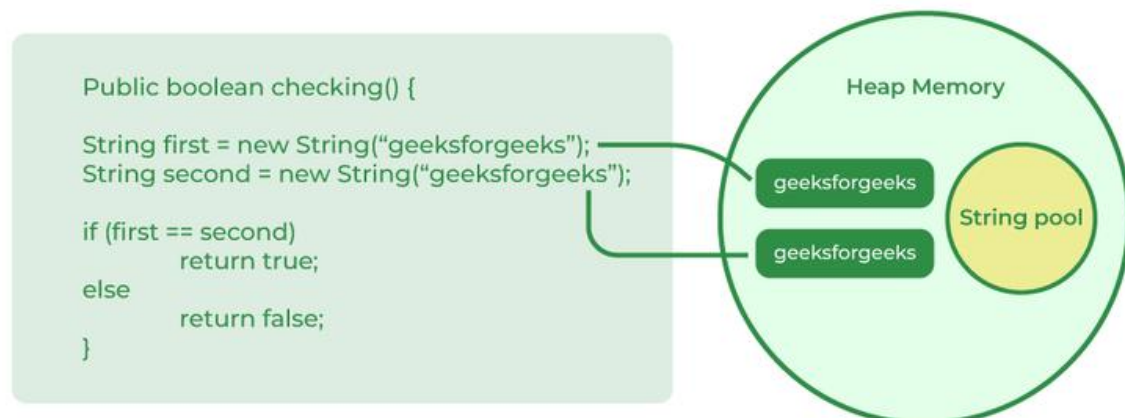 Public boolean checking() {
String first = new String(“geeksforgeeks”);
String second = new String(“geeksforgeeks”);
if (first == second)
return true;
else
return false;
}
Heap Memory
geeksforgeeks
geeksforgeeks
String pool